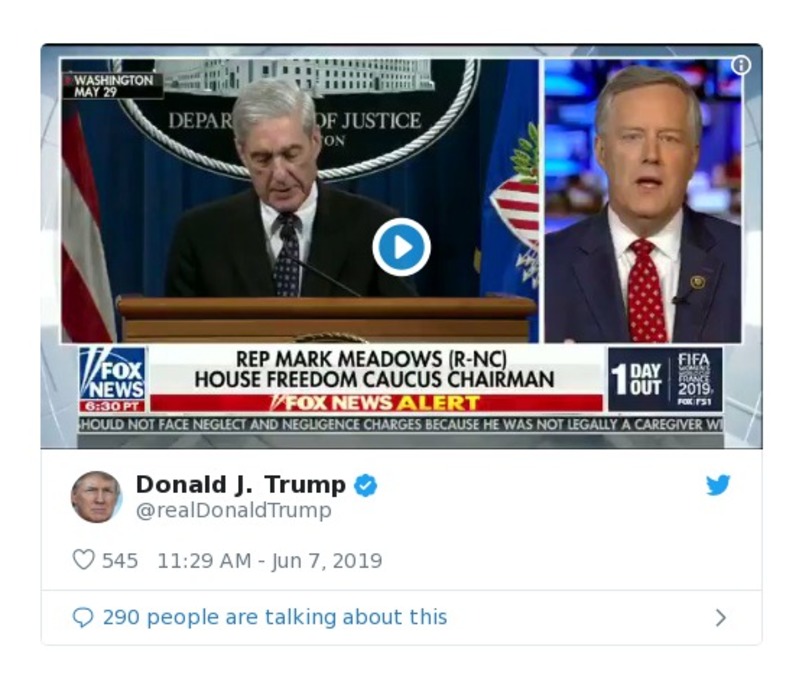 WASHINGTON
MAY 29
DEPAR OF JUSTICE
ON
REP MARK MEADOWS (R-NC)
HOUSE FREEDOM CAUCUS CHAIRMAN
FOX NEWS ALERT
FOX
NEWS
6:30 PT
1 DAY
OUT
FIFA
WOMEN'S
WORLD CUP
FRANCE
2019
FOX FS1
HOULD NOT FACE NEGLECT AND NEGLIGENCE CHARGES BECAUSE HE WAS NOT LEGALLY A CAREGIVER WI
Donald J. Trump
@realDonaldTrump
545 11:29 AM - Jun 7, 2019
290 people are talking about this